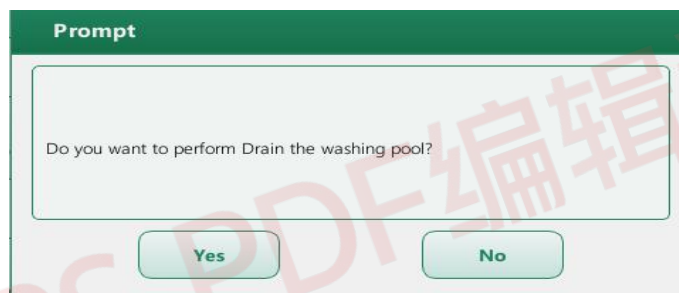 Prompt
Do you want to perform Drain the washing pool?
Yes
No
PDF编辑